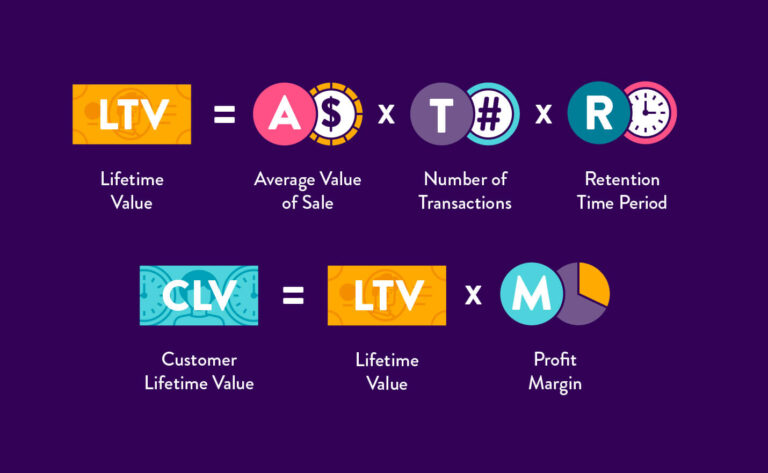 LTV = A $ x T # x R
Lifetime Average Value Number of Retention
Value of Sale Transactions Time Period
CLV = LTV x M
Customer Lifetime Profit
Lifetime Value Value Margin